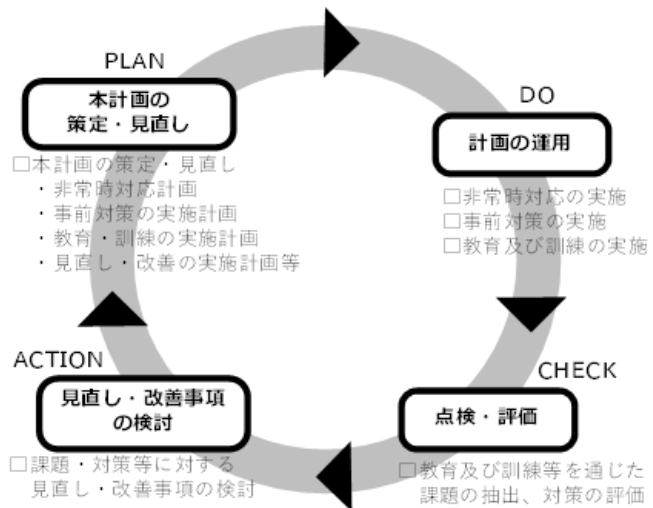 PLAN
本計画の
策定・見直し
□本計画の策定・見直し
・非常時対応計画
・事前対策の実施計画
・教育・訓練の実施計画
・見直し・改善の実施計画等
DO
計画の運用
□非常時対応の実施
□事前対策の実施
□教育及び訓練の実施
CHECK
点検・評価
□教育及び訓練等を通じた
課題の抽出、対策の評価
ACTION
見直し・改善事項
の検討
□課題・対策等に対する
見直し・改善事項の検討